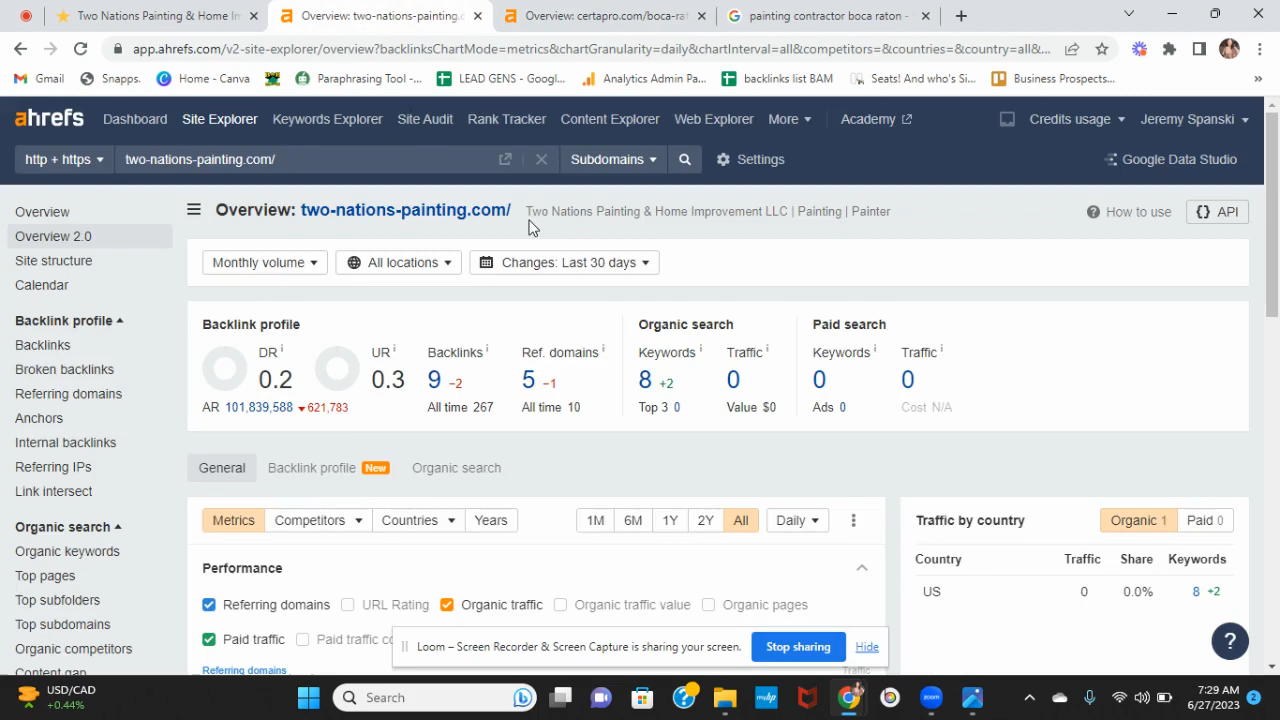 Two Nations Painting & Home Im
Overview: two-nations-painting.c
Overview: certapro.com/boca-rat
painting contractor boca raton -
app.ahrefs.com/v2-site-explorer/overview?backlinksChartMode=metrics&chartGranularity=daily&chartInterval=all&competitors=&countries=&country=all&...
Gmail
Snapps.
Home - Canva
Paraphrasing Tool -...
LEAD GENS - Googl...
Analytics Admin Pa...
backlinks list BAM
Seats! And who's Si...
Business Prospects...
ahrefs
Dashboard
Site Explorer
Keywords Explorer
Site Audit
Rank Tracker
Content Explorer
Web Explorer
More
Academy
Credits usage
Jeremy Spanski
http + https
two-nations-painting.com/
Subdomains
Settings
Google Data Studio
Overview
Overview 2.0
Site structure
Calendar
Backlink profile
Backlinks
Broken backlinks
Referring domains
Anchors
Internal backlinks
Referring IPs
Link intersect
Organic search
Organic keywords
Top pages
Top subfolders
Top subdomains
Organic competitors
Content gap
Overview: two-nations-painting.com/
Two Nations Painting & Home Improvement LLC | Painting | Painter
How to use
API
Monthly volume
All locations
Changes: Last 30 days
Backlink profile
DR
0.2
UR
0.3
Backlinks
9 −2
All time 267
Ref. domains
5 −1
All time 10
AR 101,839,588 621,783
Organic search
Keywords
8 +2
Top 3 0
Traffic
0
Value $0
Paid search
Keywords
0
Ads 0
Traffic
0
Cost N/A
General
Backlink profile New
Organic search
Metrics
Competitors
Countries
Years
1M
6M
1Y
2Y
All
Daily
Performance
Referring domains
URL Rating
Organic traffic
Organic traffic value
Organic pages
Paid traffic
Paid traffic co
Referring domains
Traffic
Traffic by country
Organic 1
Paid 0
Country Traffic Share Keywords
US 0 0.0% 8 +2
Loom – Screen Recorder & Screen Capture is sharing your screen.
Stop sharing
Hide
?
USD/CAD
+0.44%
Search
7:29 AM
6/27/2023
2